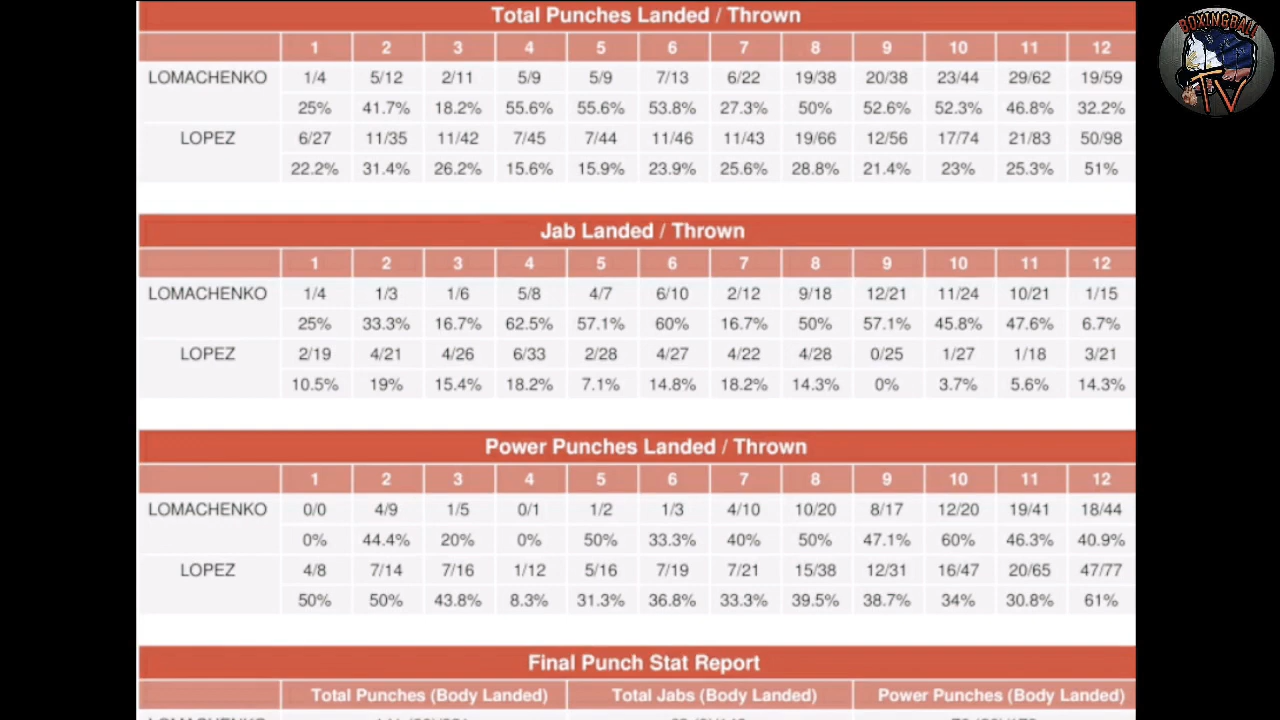 BOXINGBALL
TV
Total Punches Landed / Thrown
1 2 3 4 5 6 7 8 9 10 11 12
LOMACHENKO 1/4 5/12 2/11 5/9 5/9 7/13 6/22 19/38 20/38 23/44 29/62 19/59
25% 41.7% 18.2% 55.6% 55.6% 53.8% 27.3% 50% 52.6% 52.3% 46.8% 32.2%
LOPEZ 6/27 11/35 11/42 7/45 7/44 11/46 11/43 19/66 12/56 17/74 21/83 50/98
22.2% 31.4% 26.2% 15.6% 15.9% 23.9% 25.6% 28.8% 21.4% 23% 25.3% 51%
Jab Landed / Thrown
1 2 3 4 5 6 7 8 9 10 11 12
LOMACHENKO 1/4 1/3 1/6 5/8 4/7 6/10 2/12 9/18 12/21 11/24 10/21 1/15
25% 33.3% 16.7% 62.5% 57.1% 60% 16.7% 50% 57.1% 45.8% 47.6% 6.7%
LOPEZ 2/19 4/21 4/26 6/33 2/28 4/27 4/22 4/28 0/25 1/27 1/18 3/21
10.5% 19% 15.4% 18.2% 7.1% 14.8% 18.2% 14.3% 0% 3.7% 5.6% 14.3%
Power Punches Landed / Thrown
1 2 3 4 5 6 7 8 9 10 11 12
LOMACHENKO 0/0 4/9 1/5 0/1 1/2 1/3 4/10 10/20 8/17 12/20 19/41 18/44
0% 44.4% 20% 0% 50% 33.3% 40% 50% 47.1% 60% 46.3% 40.9%
LOPEZ 4/8 7/14 7/16 1/12 5/16 7/19 7/21 15/38 12/31 16/47 20/65 47/77
50% 50% 43.8% 8.3% 31.3% 36.8% 33.3% 39.5% 38.7% 34% 30.8% 61%
Final Punch Stat Report
Total Punches (Body Landed) Total Jabs (Body Landed) Power Punches (Body Landed)
LOMACHENKO